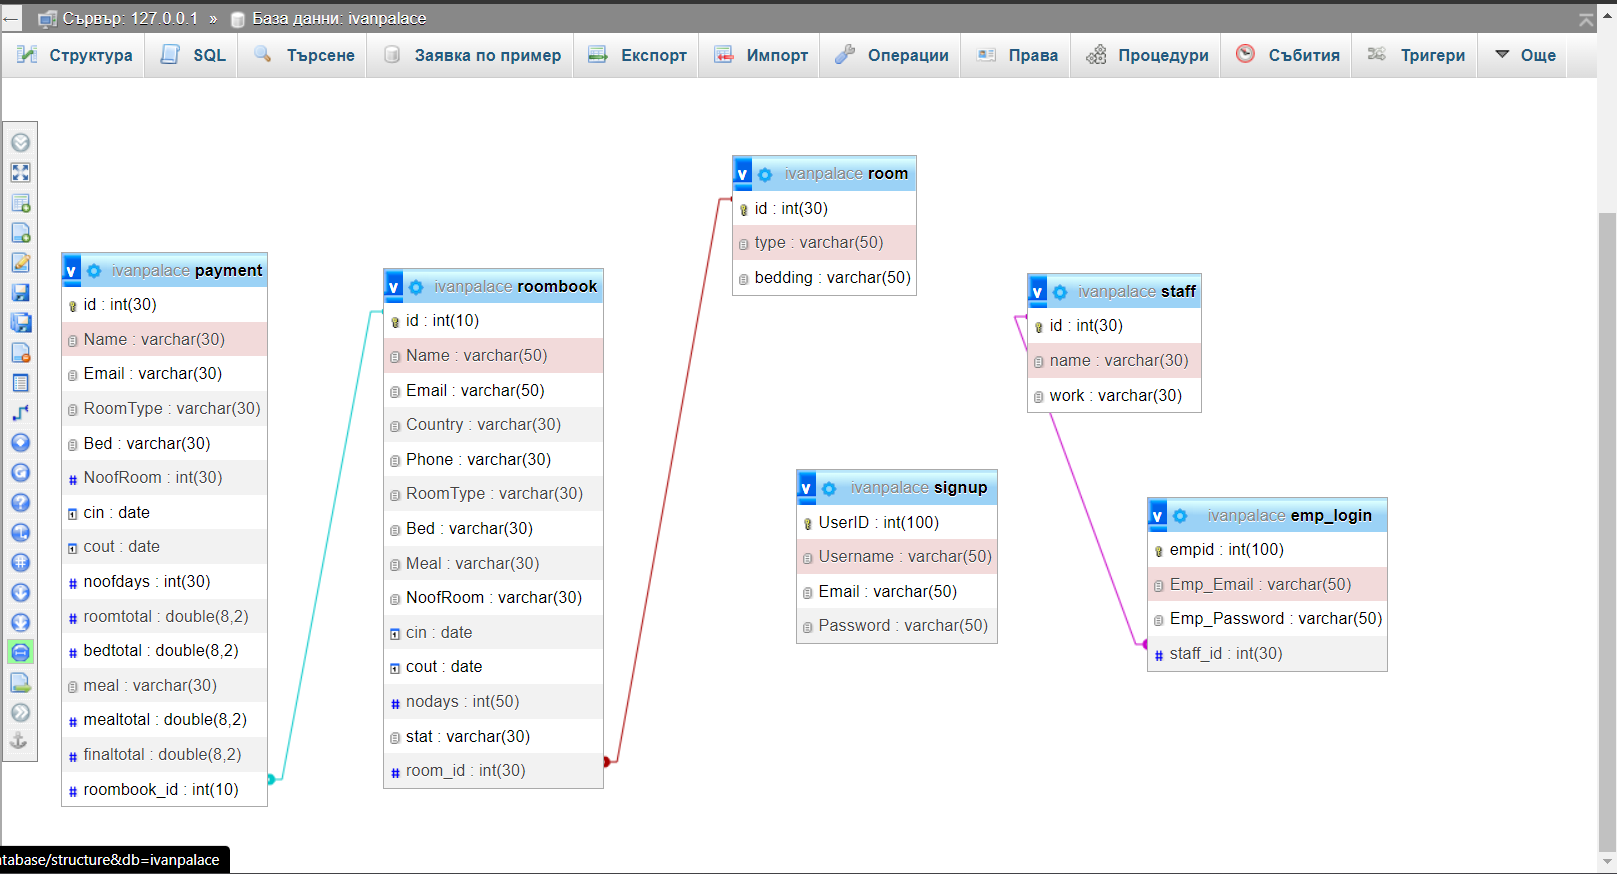 Сървър: 127.0.0.1 » База данни: ivanpalace
Структура SQL Търсене Заявка по пример Експорт Импорт Операции Права Процедури Събития Тригери Още
v ivanpalace payment
id : int(30)
Name : varchar(30)
Email : varchar(30)
RoomType : varchar(30)
Bed : varchar(30)
NoofRoom : int(30)
cin : date
cout : date
noofdays : int(30)
roomtotal : double(8,2)
bedtotal : double(8,2)
meal : varchar(30)
mealtotal : double(8,2)
finaltotal : double(8,2)
roombook_id : int(10)
v ivanpalace roombook
id : int(10)
Name : varchar(50)
Email : varchar(50)
Country : varchar(30)
Phone : varchar(30)
RoomType : varchar(30)
Bed : varchar(30)
Meal : varchar(30)
NoofRoom : varchar(30)
cin : date
cout : date
nodays : int(50)
stat : varchar(30)
room_id : int(30)
v ivanpalace room
id : int(30)
type : varchar(50)
bedding : varchar(50)
v ivanpalace signup
UserID : int(100)
Username : varchar(50)
Email : varchar(50)
Password : varchar(50)
v ivanpalace staff
id : int(30)
name : varchar(30)
work : varchar(30)
v ivanpalace emp_login
empid : int(100)
Emp_Email : varchar(50)
Emp_Password : varchar(50)
staff_id : int(30)
atabase/structure&db=ivanpalace